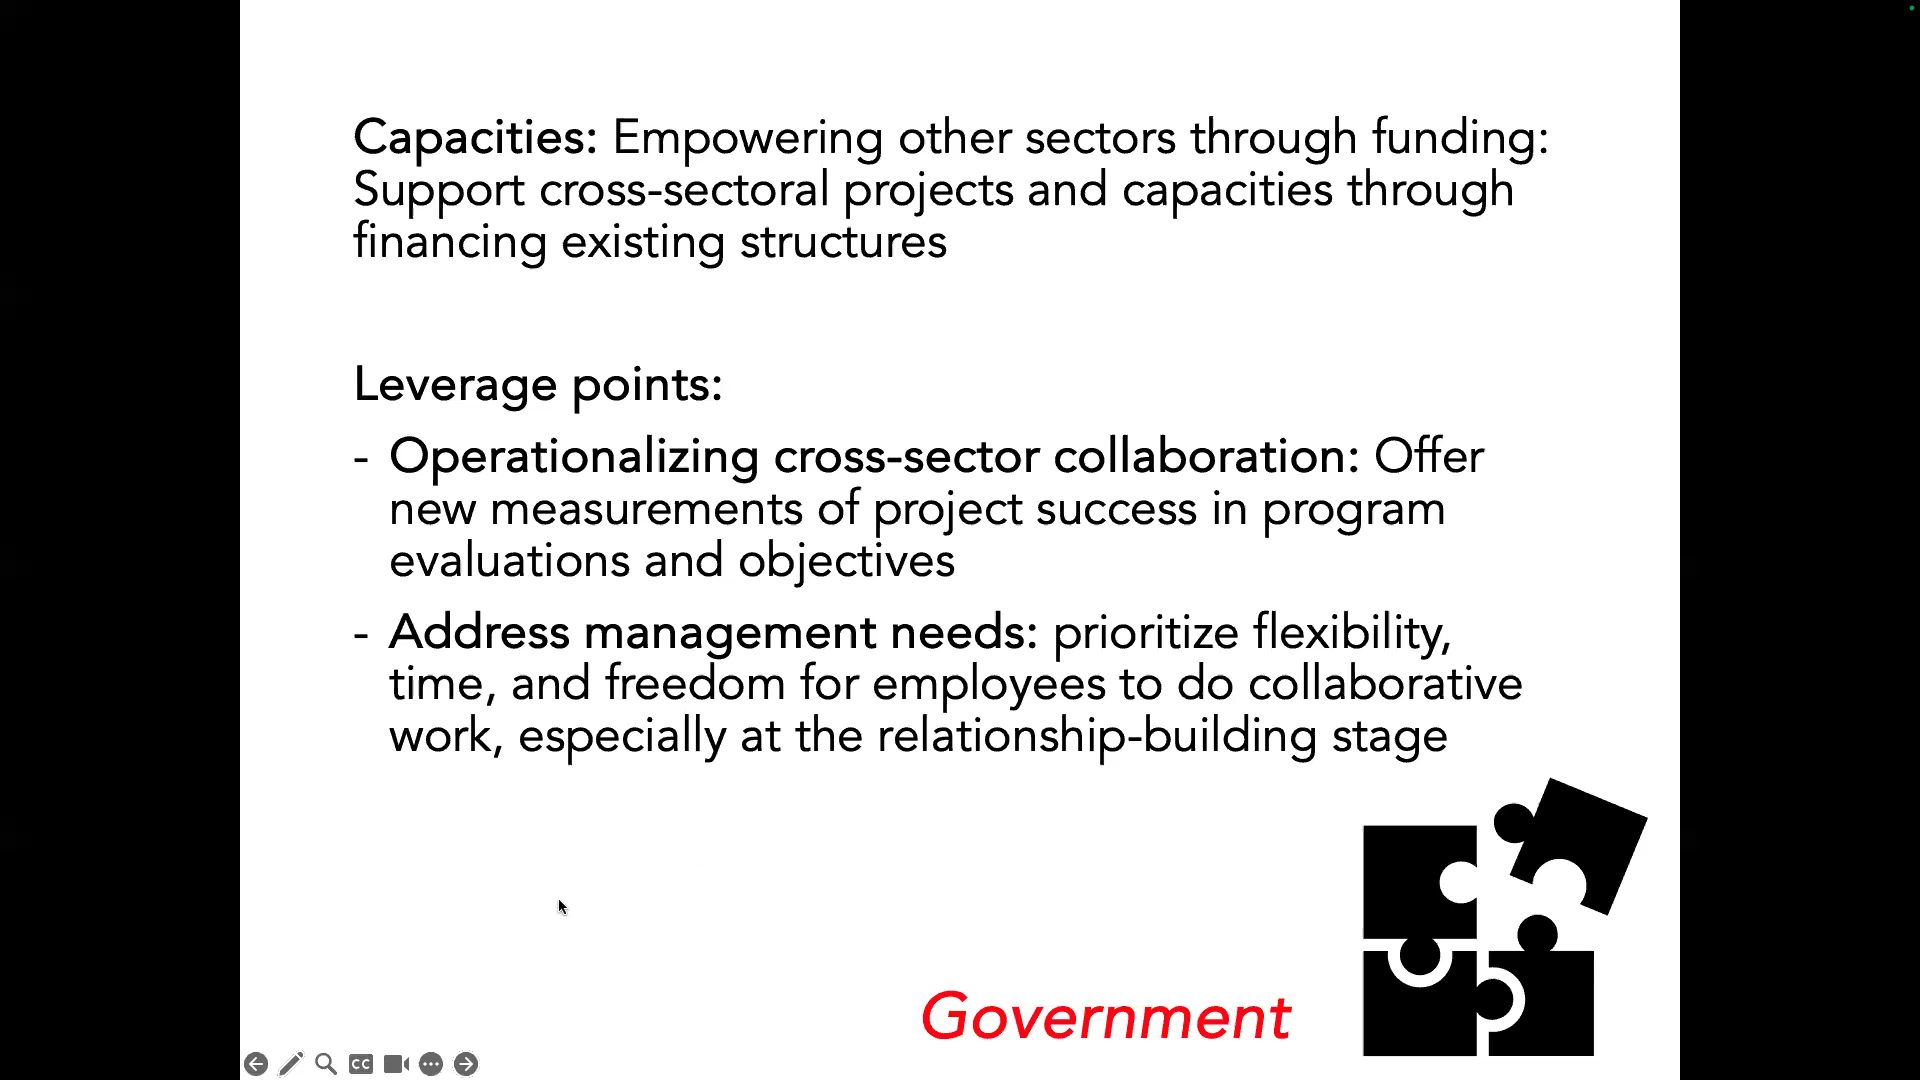 Capacities: Empowering other sectors through funding:
Support cross-sectoral projects and capacities through
financing existing structures
Leverage points:
- Operationalizing cross-sector collaboration: Offer
new measurements of project success in program
evaluations and objectives
- Address management needs: prioritize flexibility,
time, and freedom for employees to do collaborative
work, especially at the relationship-building stage
Government
CC